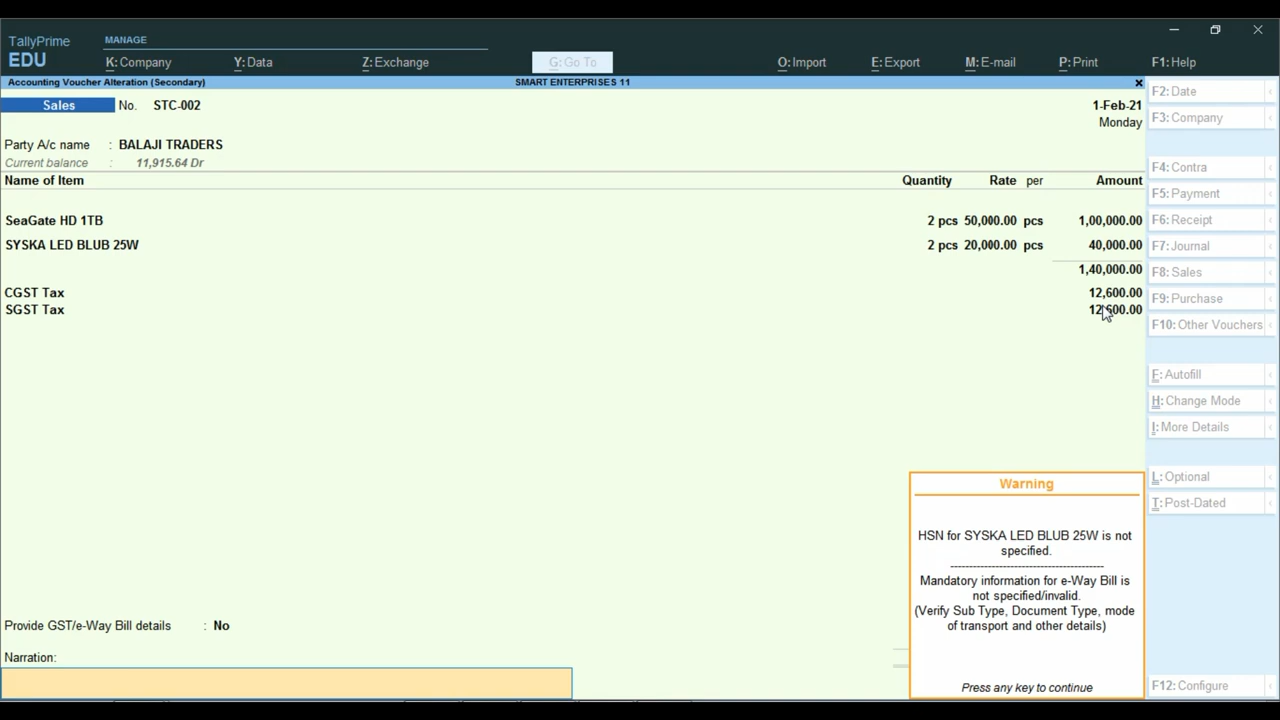 TallyPrime
EDU
MANAGE
K: Company
Y: Data
Z: Exchange
G: Go To
O: Import
E: Export
M: E-mail
P: Print
F1: Help
Accounting Voucher Alteration (Secondary)
SMART ENTERPRISES 11
Sales No. STC-002
1-Feb-21
Monday
Party A/c name : BALAJI TRADERS
Current balance : 11,915.64 Dr
Name of Item Quantity Rate per Amount
SeaGate HD 1TB 2 pcs 50,000.00 pcs 1,00,000.00
SYSKA LED BLUB 25W 2 pcs 20,000.00 pcs 40,000.00
1,40,000.00
CGST Tax 12,600.00
SGST Tax 12,600.00
Provide GST/e-Way Bill details : No
Narration:
Warning
HSN for SYSKA LED BLUB 25W is not
specified.
----------------------------------------
Mandatory information for e-Way Bill is
not specified/invalid.
(Verify Sub Type, Document Type, mode
of transport and other details)
Press any key to continue
F2: Date
F3: Company
F4: Contra
F5: Payment
F6: Receipt
F7: Journal
F8: Sales
F9: Purchase
F10: Other Vouchers
F: Autofill
H: Change Mode
I: More Details
L: Optional
T: Post-Dated
F12: Configure